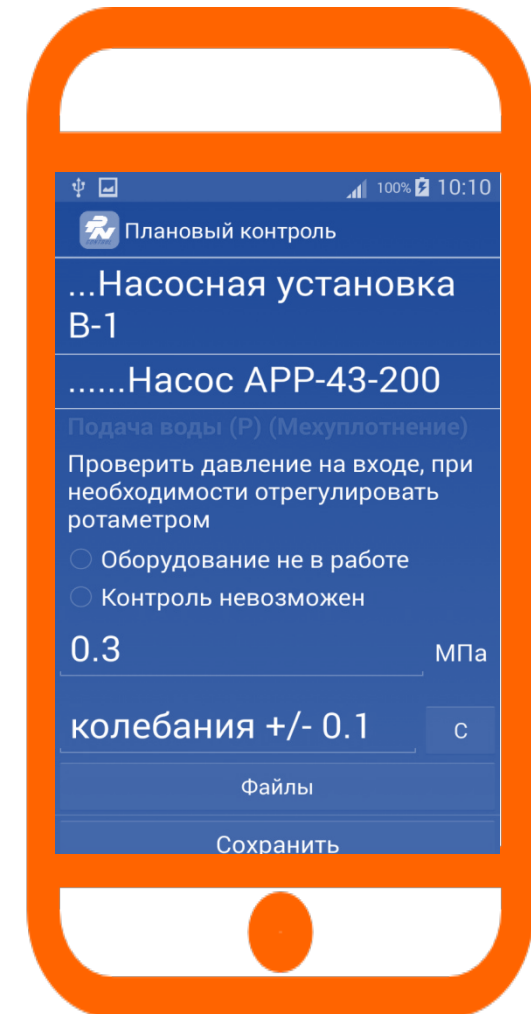 100% 10:10
Плановый контроль
...Насосная установка
В-1
......Насос АРР-43-200
Подача воды (Р) (Мехуплотнение)
Проверить давление на входе, при
необходимости отрегулировать
ротаметром
Оборудование не в работе
Контроль невозможен
0.3 МПа
колебания +/- 0.1 С
Файлы
Сохранить